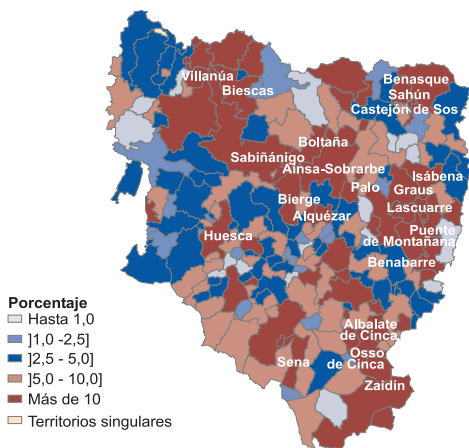 Villanúa
Biescas
Benasque
Sahún
Castejón de Sos
Boltaña
Sabiñánigo
Ainsa-Sobrarbe
Isábena
Palo
Graus
Bierge
Lascuarre
Alquézar
Puente
de Montañana
Huesca
Benabarre
Porcentaje
Hasta 1,0
]1,0 -2,5]
]2,5 - 5,0]
]5,0 - 10,0]
Más de 10
Territorios singulares
Albalate
de Cinca
Osso
de Cinca
Sena
Zaidín